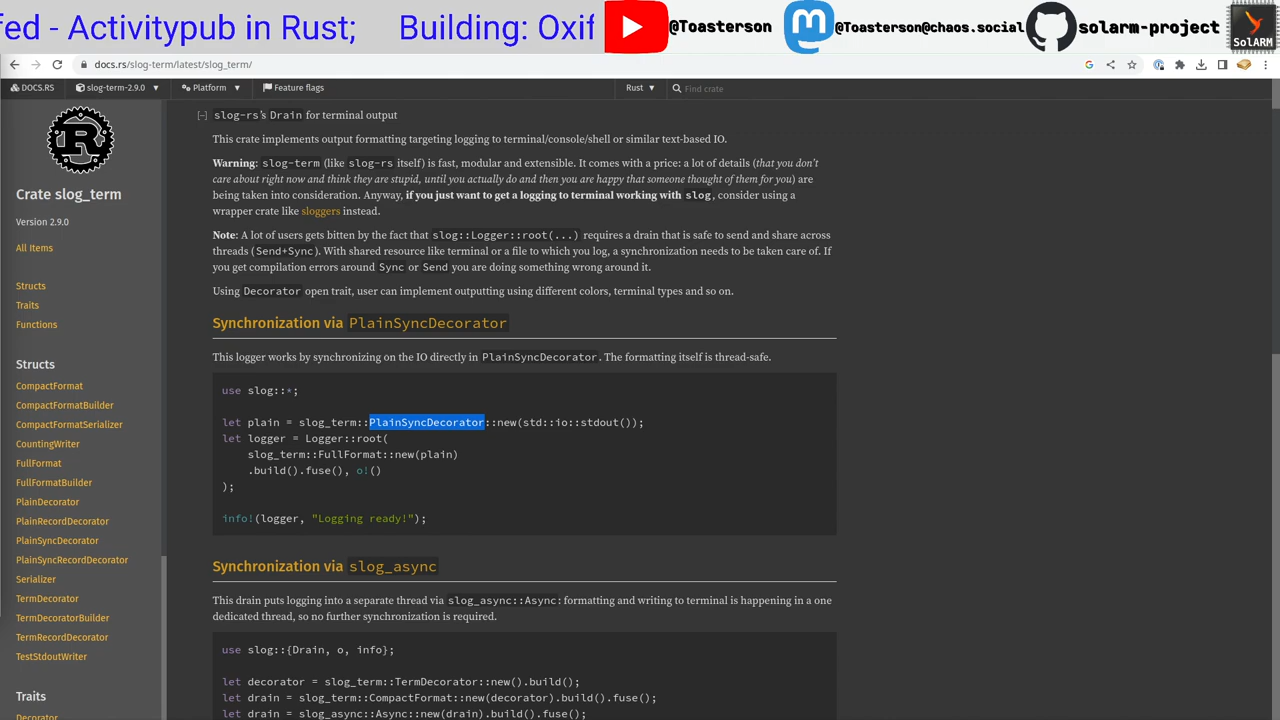 Fed - Activitypub in Rust;    Building: Oxif
@Toasterson
@Toasterson@chaos.social
solarm-project
SolARM
docs.rs/slog-term/latest/slog_term/
DOCS.RS
slog-term-2.9.0
Platform
Feature flags
Rust
Find crate
Crate slog_term
Version 2.9.0
All Items
Structs
Traits
Functions
Structs
CompactFormat
CompactFormatBuilder
CompactFormatSerializer
CountingWriter
FullFormat
FullFormatBuilder
PlainDecorator
PlainRecordDecorator
PlainSyncDecorator
PlainSyncRecordDecorator
Serializer
TermDecorator
TermDecoratorBuilder
TermRecordDecorator
TestStdoutWriter
Traits
Decorator
[−] slog-rs's Drain for terminal output
This crate implements output formatting targeting logging to terminal/console/shell or similar text-based IO.
Warning: slog-term (like slog-rs itself) is fast, modular and extensible. It comes with a price: a lot of details (that you don't
care about right now and think they are stupid, until you actually do and then you are happy that someone thought of them for you) are
being taken into consideration. Anyway, if you just want to get a logging to terminal working with slog, consider using a
wrapper crate like sloggers instead.
Note: A lot of users gets bitten by the fact that slog::Logger::root(...) requires a drain that is safe to send and share across
threads (Send+Sync). With shared resource like terminal or a file to which you log, a synchronization needs to be taken care of. If
you get compilation errors around Sync or Send you are doing something wrong around it.
Using Decorator open trait, user can implement outputting using different colors, terminal types and so on.
Synchronization via PlainSyncDecorator
This logger works by synchronizing on the IO directly in PlainSyncDecorator. The formatting itself is thread-safe.
use slog::*;
let plain = slog_term::PlainSyncDecorator::new(std::io::stdout());
let logger = Logger::root(
    slog_term::FullFormat::new(plain)
    .build().fuse(), o!()
);
info!(logger, "Logging ready!");
Synchronization via slog_async
This drain puts logging into a separate thread via slog_async::Async: formatting and writing to terminal is happening in a one
dedicated thread, so no further synchronization is required.
use slog::{Drain, o, info};
let decorator = slog_term::TermDecorator::new().build();
let drain = slog_term::CompactFormat::new(decorator).build().fuse();
let drain = slog_async::Async::new(drain).build().fuse();